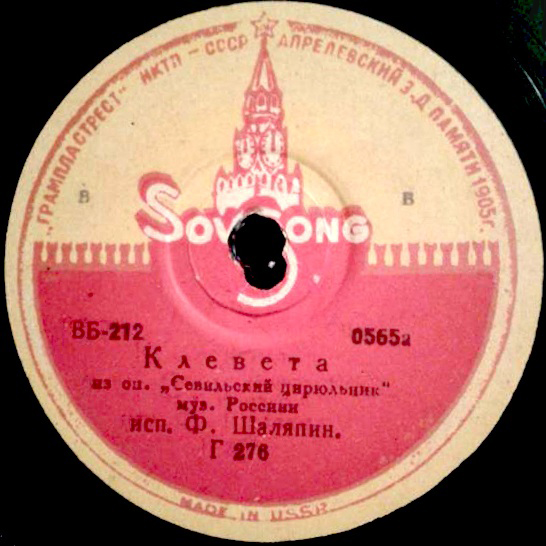 „ГРАМПЛАСТРЕСТ" НКТП – СССР АПРЕЛЕВСКИЙ З-Д ПАМЯТИ 1905 г.
В В
SOVSONG
ВБ-212 0565а
Клевета
из оп. „Севильский цирюльник"
муз. Россини
исп. Ф. Шаляпин.
Г 276
MADE IN USSR